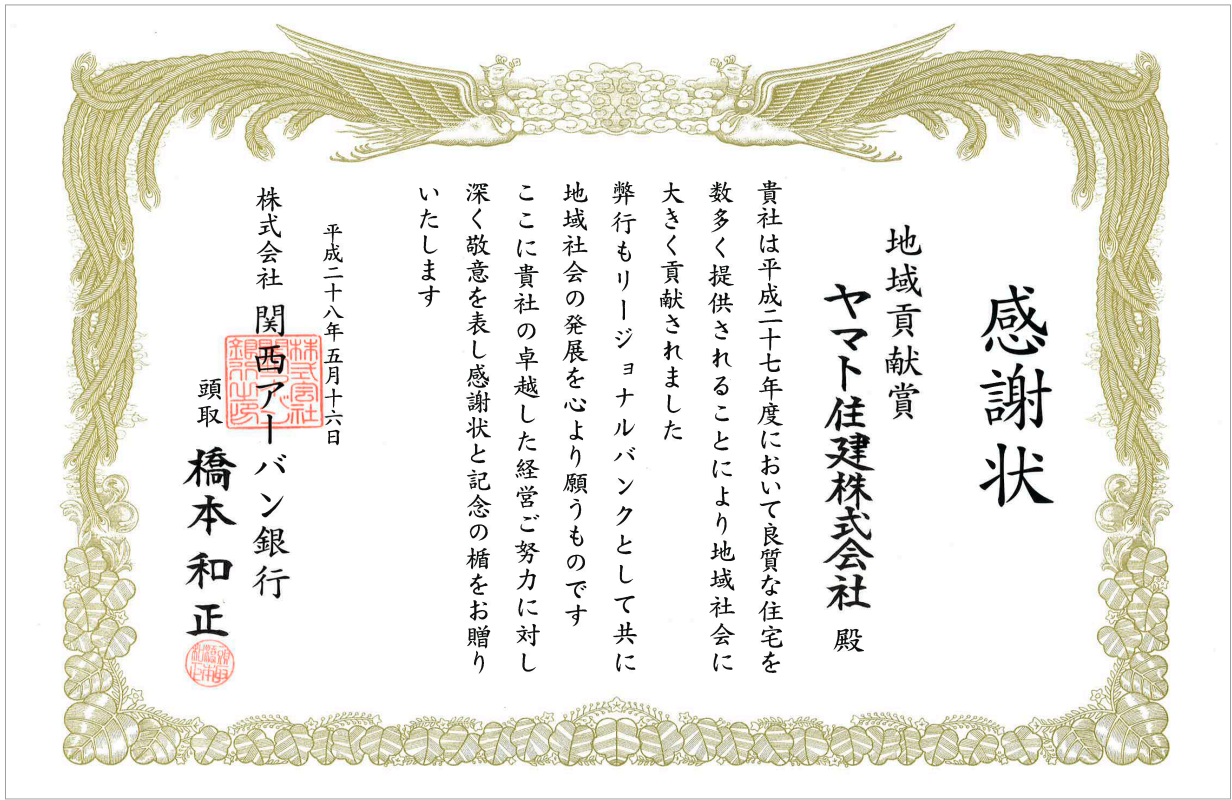 感謝状
地域貢献賞
ヤマト住建株式会社 殿
貴社は平成二十七年度において良質な住宅を
数多く提供されることにより地域社会に
大きく貢献されました
弊行もリージョナルバンクとして共に
地域社会の発展を心より願うものです
ここに貴社の卓越した経営ご努力に対し
深く敬意を表し感謝状と記念の楯をお贈り
いたします
平成二十八年五月十六日
株式会社 関西アーバン銀行
頭取 橋本和正